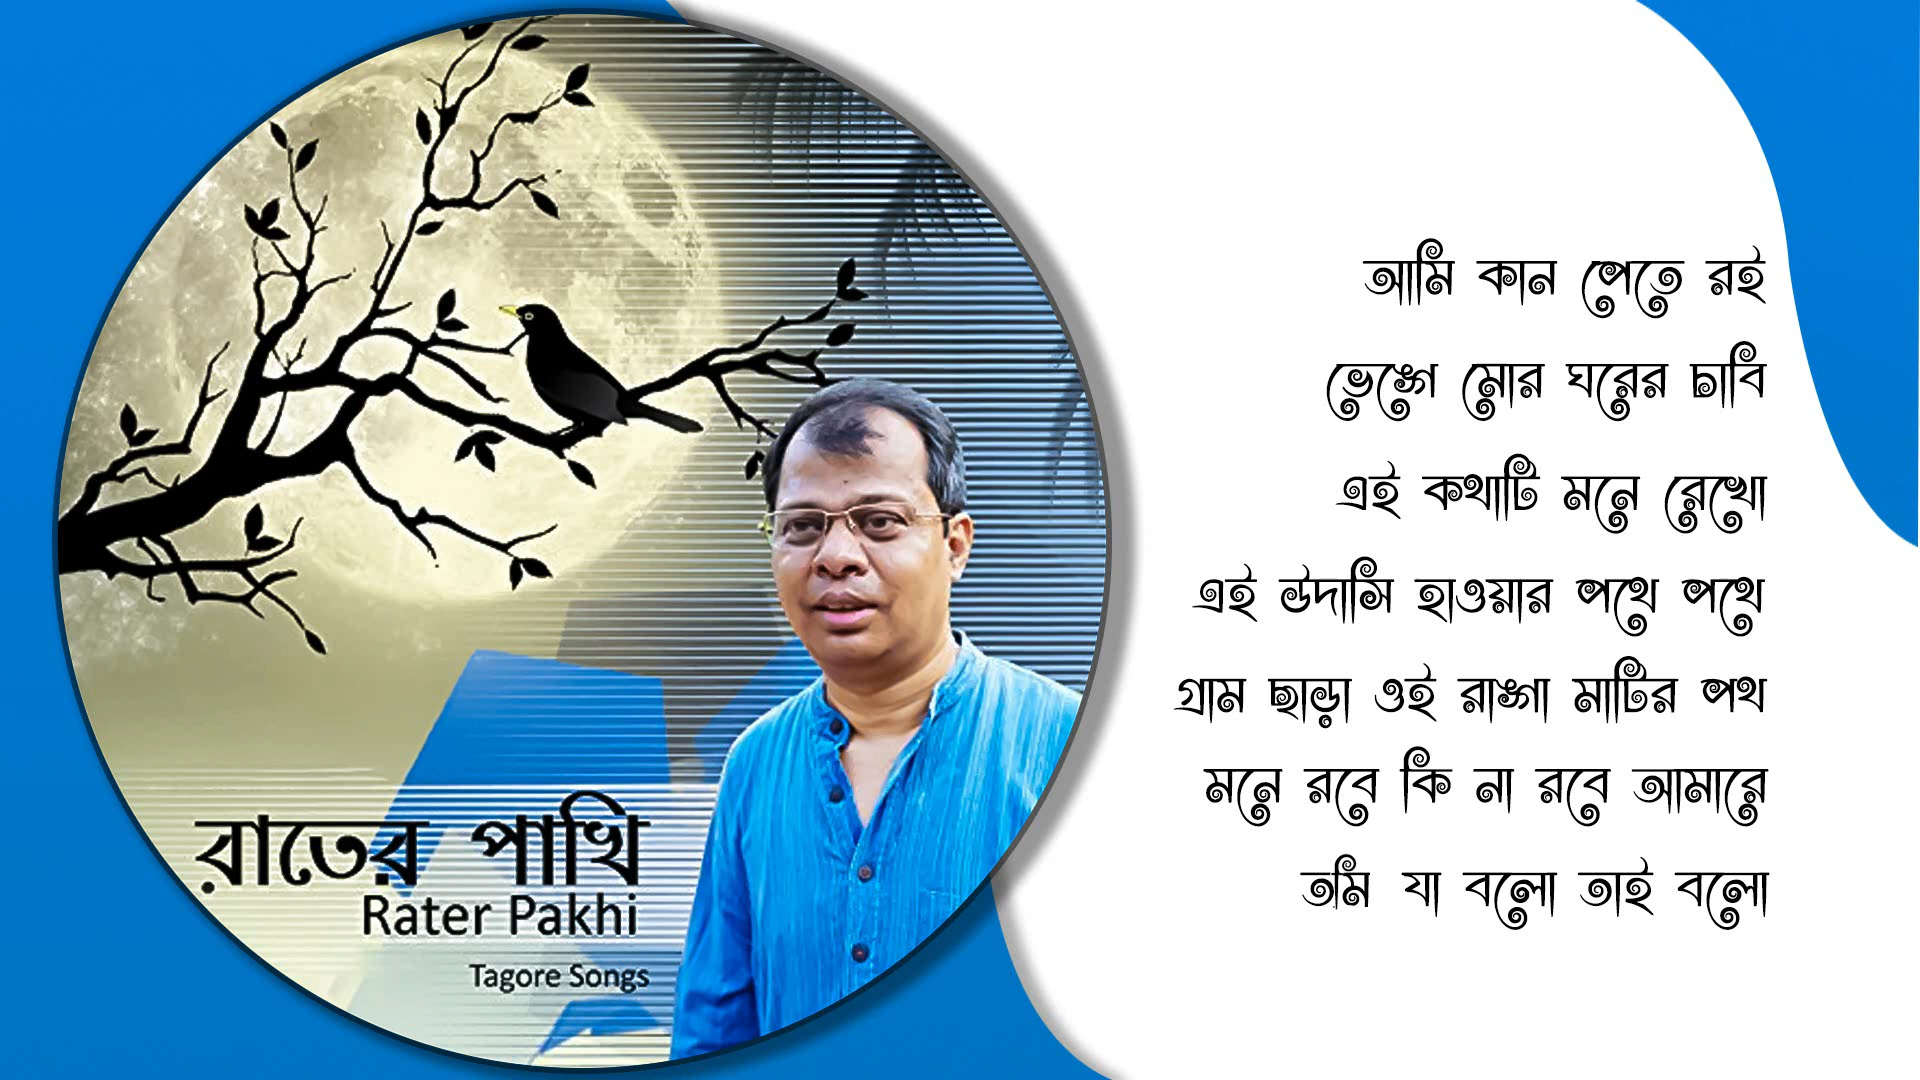 রাতের পাখি
Rater Pakhi
Tagore Songs
আমি কান পেতে রই
ভেঙ্গে মোর ঘরের চাবি
এই কথাটি মনে রেখো
এই উদাসি হাওয়ার পথে পথে
গ্রাম ছাড়া ওই রাঙ্গা মাটির পথ
মনে রবে কি না রবে আমারে
তমি যা বলো তাই বলো